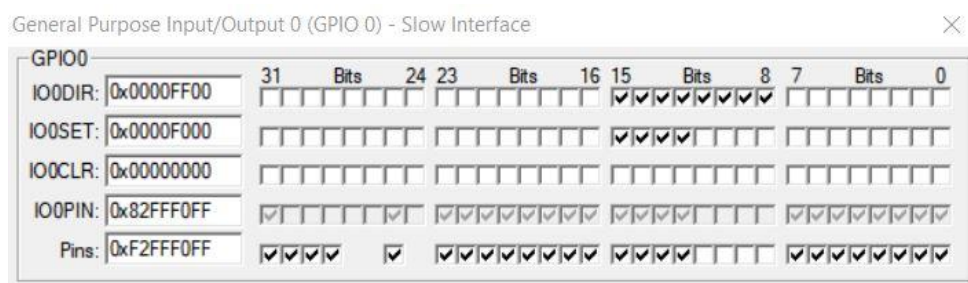 General Purpose Input/Output 0 (GPIO 0) - Slow Interface
GPIO0
31 Bits 24 23 Bits 16 15 Bits 8 7 Bits 0
IO0DIR: 0x0000FF00
IO0SET: 0x0000F000
IO0CLR: 0x00000000
IO0PIN: 0x82FFF0FF
Pins: 0xF2FFF0FF